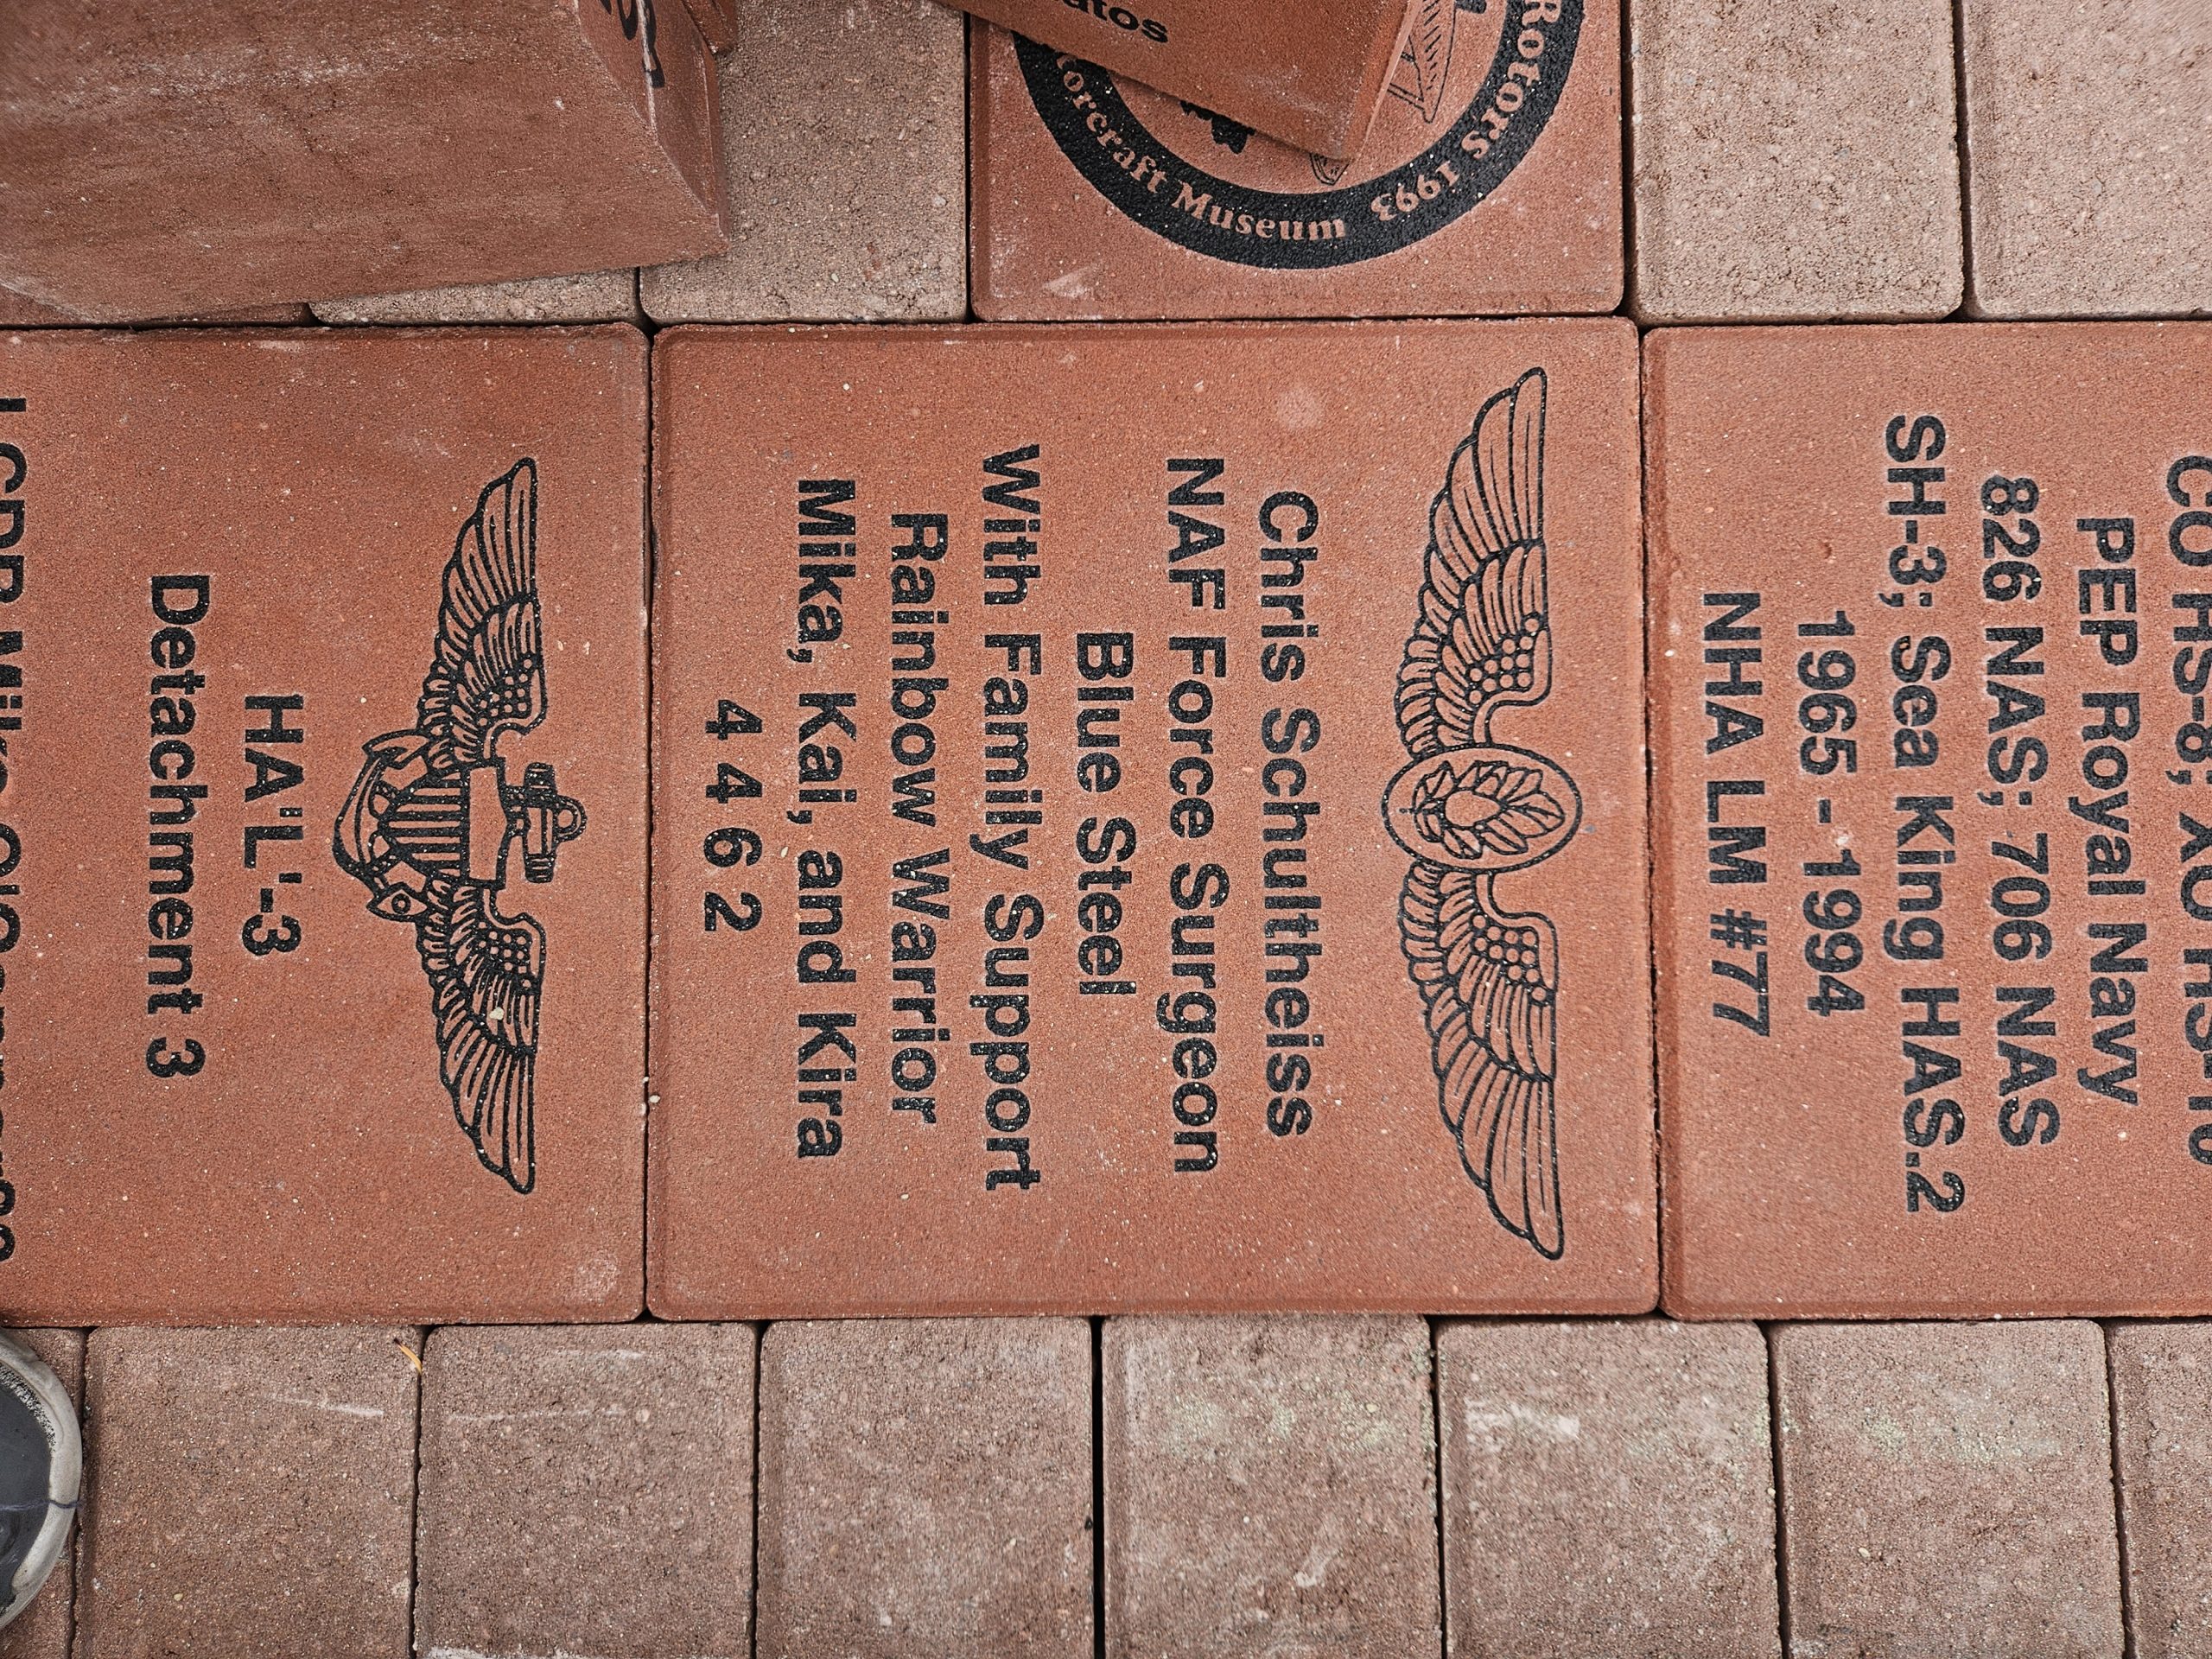 Rotors 1993
Museum
PEP Royal Navy
826 NAS; 706 NAS
SH-3; Sea King HAS.2
1965 - 1994
NHA LM #77
Chris Schultheiss
NAF Force Surgeon
Blue Steel
With Family Support
Rainbow Warrior
Mika, Kai, and Kira
4 4 6 2
HA'L'-3
Detachment 3